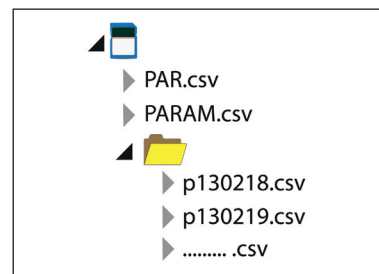 PAR.csv
PARAM.csv
p130218.csv
p130219.csv
......... .csv